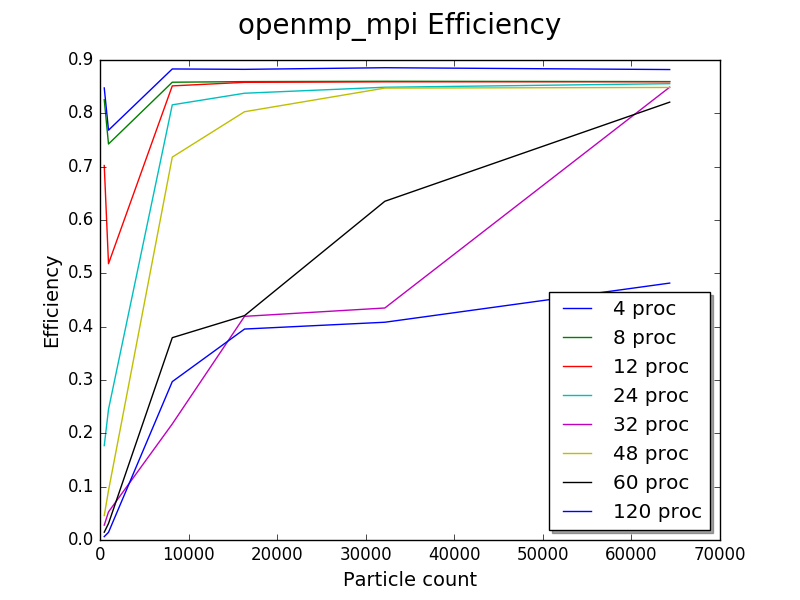 openmp_mpi Efficiency
0.9
0.8
0.7
0.6
0.5
0.4
0.3
0.2
0.1
0.0
Efficiency
4 proc
8 proc
12 proc
24 proc
32 proc
48 proc
60 proc
120 proc
0 10000 20000 30000 40000 50000 60000 70000
Particle count